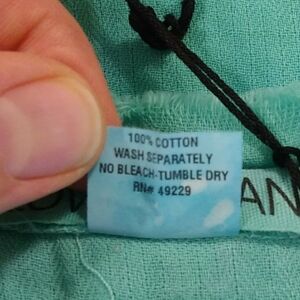 100% COTTON
WASH SEPARATELY
NO BLEACH-TUMBLE DRY
RN# 49229